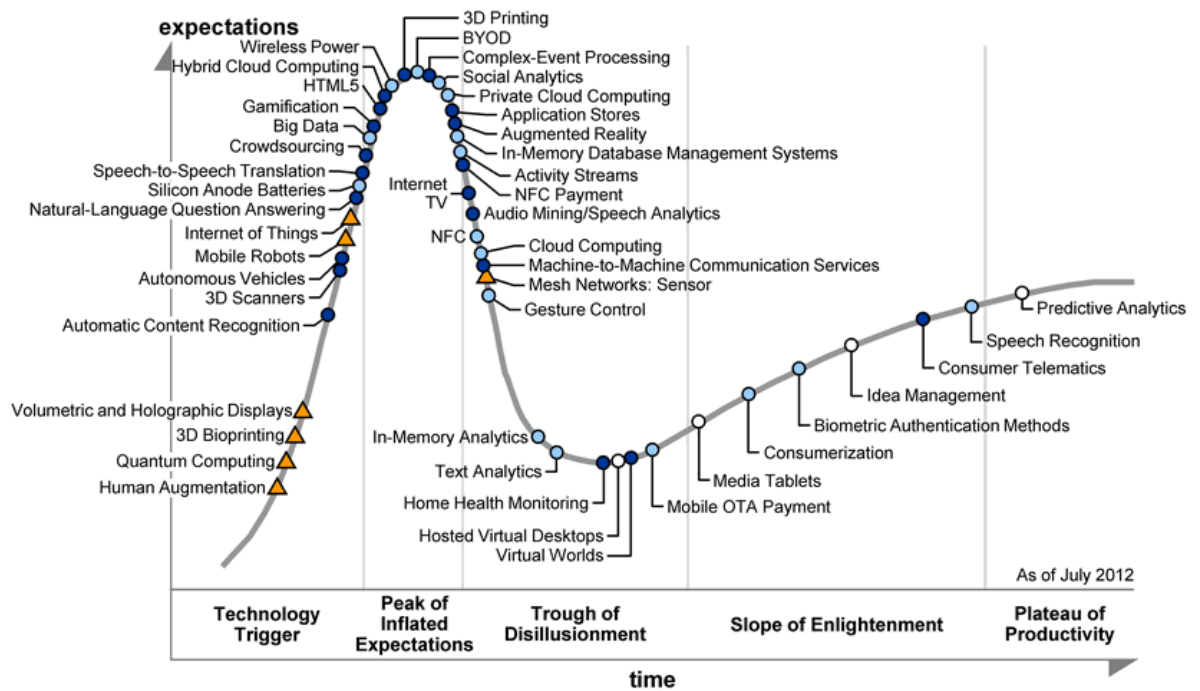 expectations
Wireless Power
Hybrid Cloud Computing
HTML5
Gamification
Big Data
Crowdsourcing
Speech-to-Speech Translation
Silicon Anode Batteries
Natural-Language Question Answering
Internet of Things
Mobile Robots
Autonomous Vehicles
3D Scanners
Automatic Content Recognition
Volumetric and Holographic Displays
3D Bioprinting
Quantum Computing
Human Augmentation
3D Printing
BYOD
Complex-Event Processing
Social Analytics
Private Cloud Computing
Application Stores
Augmented Reality
In-Memory Database Management Systems
Activity Streams
NFC Payment
Internet
TV
Audio Mining/Speech Analytics
NFC
Cloud Computing
Machine-to-Machine Communication Services
Mesh Networks: Sensor
Gesture Control
In-Memory Analytics
Text Analytics
Home Health Monitoring
Hosted Virtual Desktops
Virtual Worlds
Mobile OTA Payment
Media Tablets
Consumerization
Biometric Authentication Methods
Idea Management
Consumer Telematics
Speech Recognition
Predictive Analytics
As of July 2012
Technology
Trigger
Peak of
Inflated
Expectations
Trough of
Disillusionment
Slope of Enlightenment
Plateau of
Productivity
time